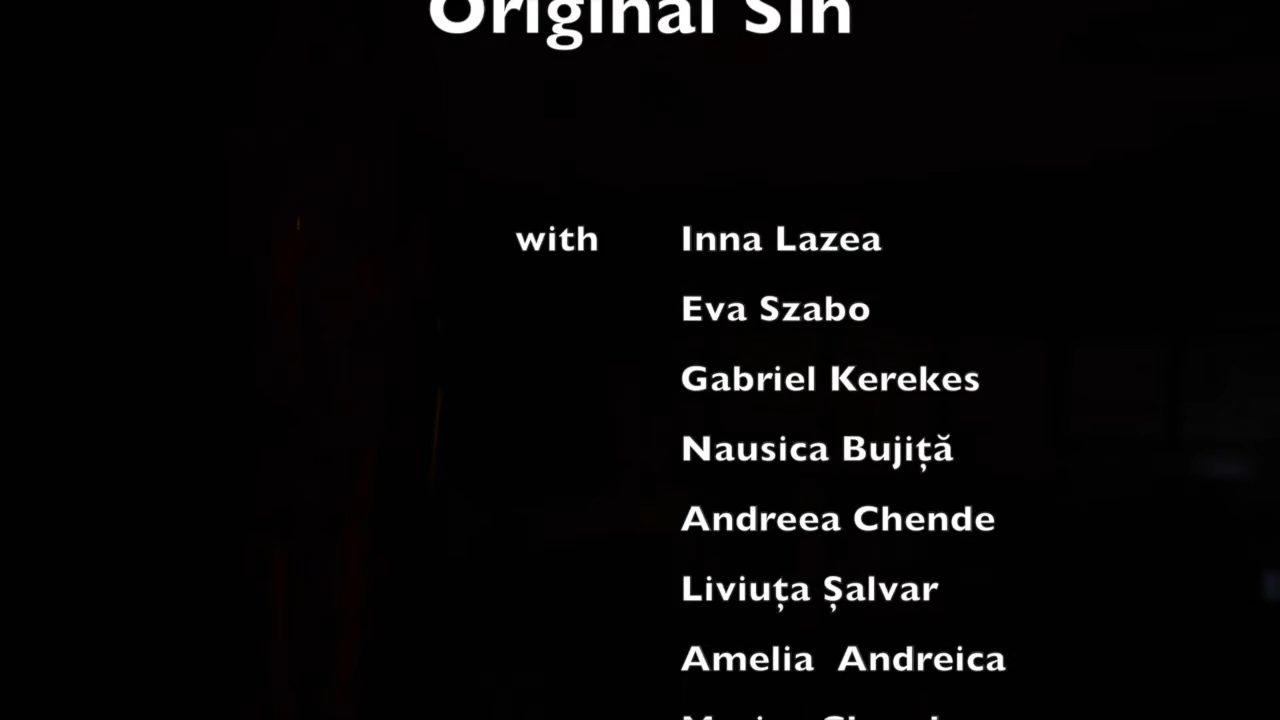 Original Sin
with Inna Lazea
Eva Szabo
Gabriel Kerekes
Nausica Bujiță
Andreea Chende
Liviuța Șalvar
Amelia Andreica